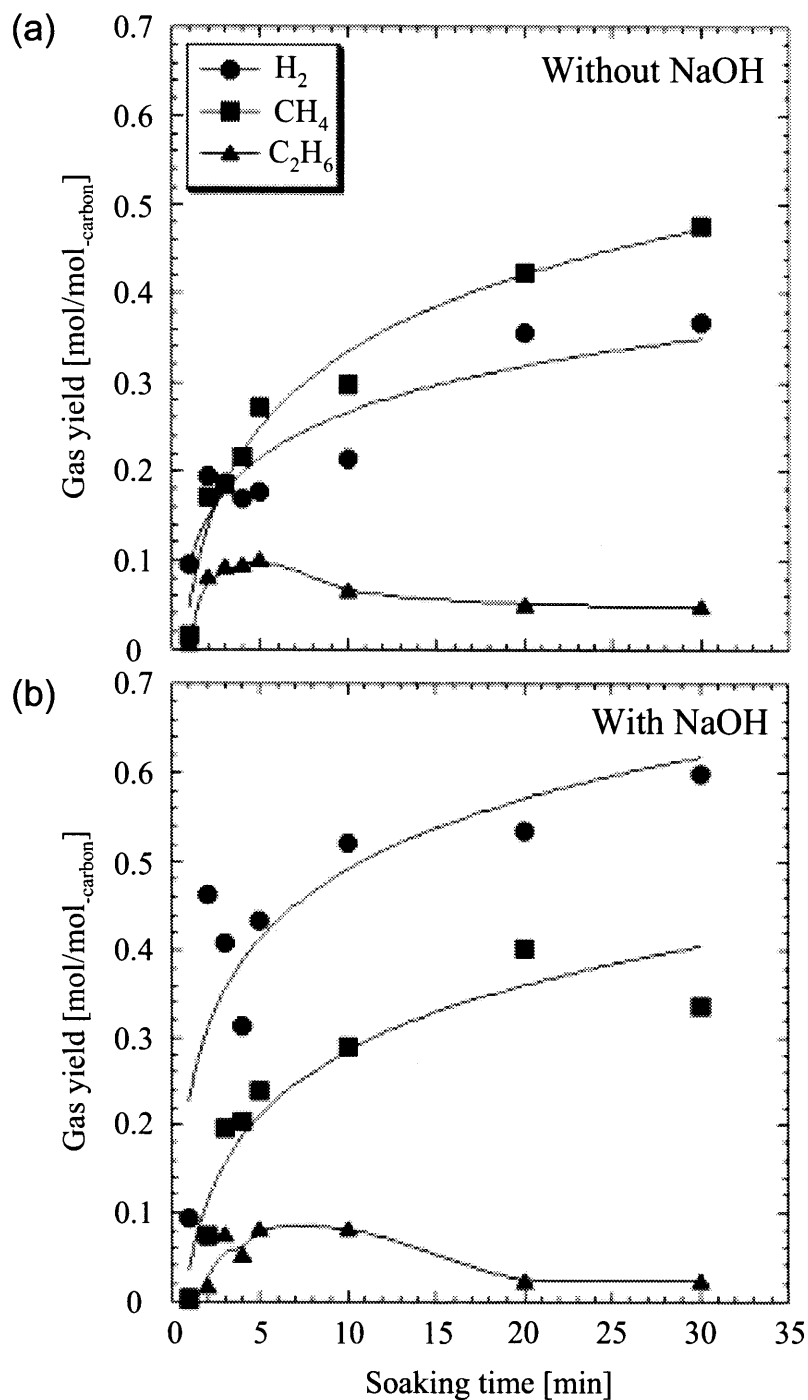 (a)
0.7
0.6
0.5
0.4
0.3
0.2
0.1
0
Gas yield [mol/mol-carbon]
H2
CH4
C2H6
Without NaOH
(b)
0.7
0.6
0.5
0.4
0.3
0.2
0.1
0
Gas yield [mol/mol-carbon]
With NaOH
0 5 10 15 20 25 30 35
Soaking time [min]